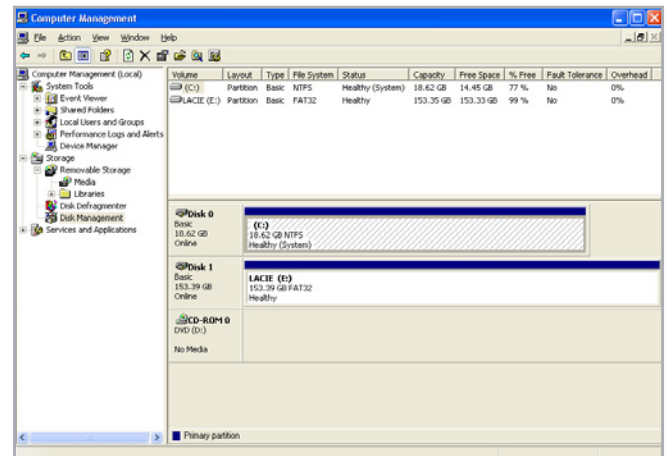 Computer Management
File Action View Window Help
Computer Management (Local)
System Tools
Event Viewer
Shared Folders
Local Users and Groups
Performance Logs and Alerts
Device Manager
Storage
Removable Storage
Media
Libraries
Disk Defragmenter
Disk Management
Services and Applications
Volume Layout Type File System Status Capacity Free Space % Free Fault Tolerance Overhead
(C:) Partition Basic NTFS Healthy (System) 18.62 GB 14.45 GB 77 % No 0%
LACIE (E:) Partition Basic FAT32 Healthy 153.35 GB 153.33 GB 99 % No 0%
Disk 0
Basic
18.62 GB
Online
(C:)
18.62 GB NTFS
Healthy (System)
Disk 1
Basic
153.39 GB
Online
LACIE (E:)
153.39 GB FAT32
Healthy
CD-ROM 0
DVD (D:)
No Media
Primary partition